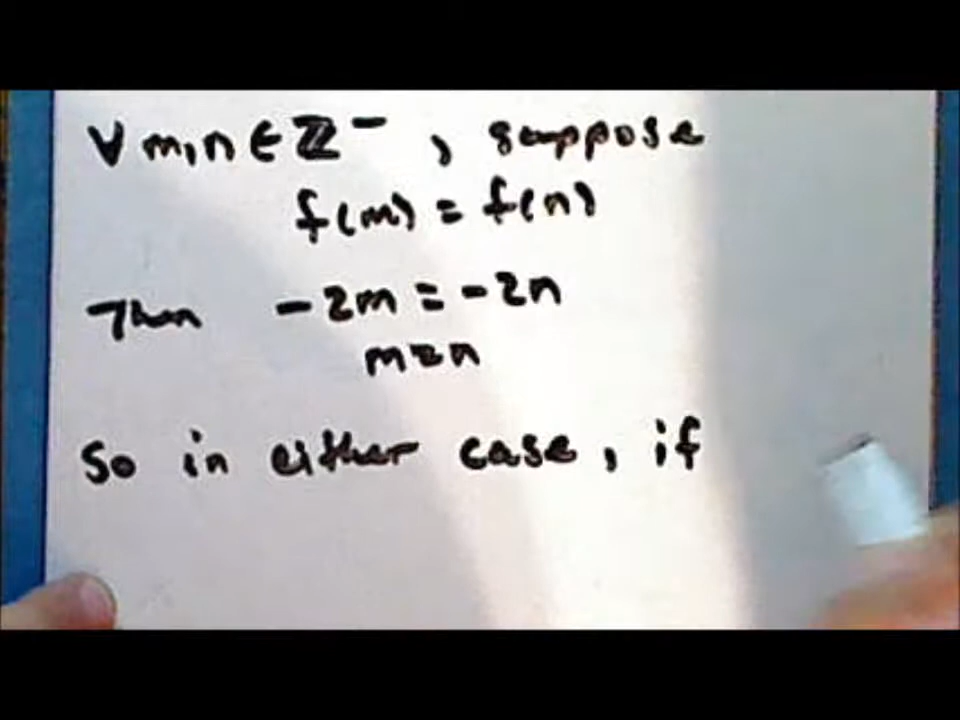 ∀ m,n ∈ ℤ⁻ , suppose
f(m) = f(n)
Then -2m = -2n
m=n
So in either case, if